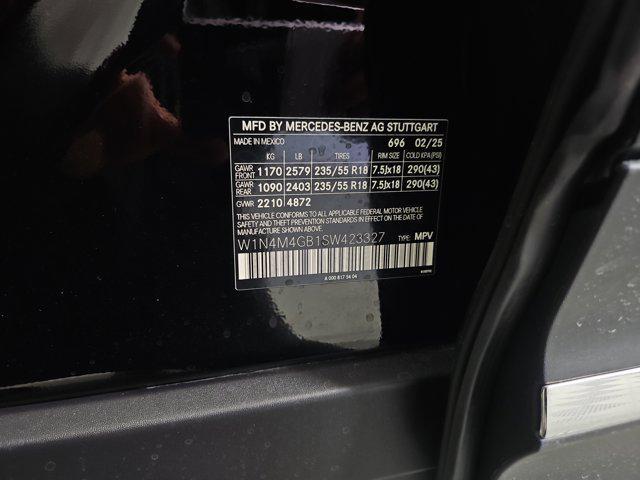 MFD BY MERCEDES-BENZ AG STUTTGART
MADE IN MEXICO 696 02/25
KG LB TIRES RIM SIZE COLD KPA (PSI)
GAWR FRONT 1170 2579 235/55 R18 7.5Jx18 290(43)
GAWR REAR 1090 2403 235/55 R18 7.5Jx18 290(43)
GVWR 2210 4872
THIS VEHICLE CONFORMS TO ALL APPLICABLE FEDERAL MOTOR VEHICLE
SAFETY AND THEFT PREVENTION STANDARDS IN EFFECT ON THE DATE OF
MANUFACTURE SHOWN ABOVE.
W1N4M4GB1SW423327 TYPE: MPV
A 000 817 54 04